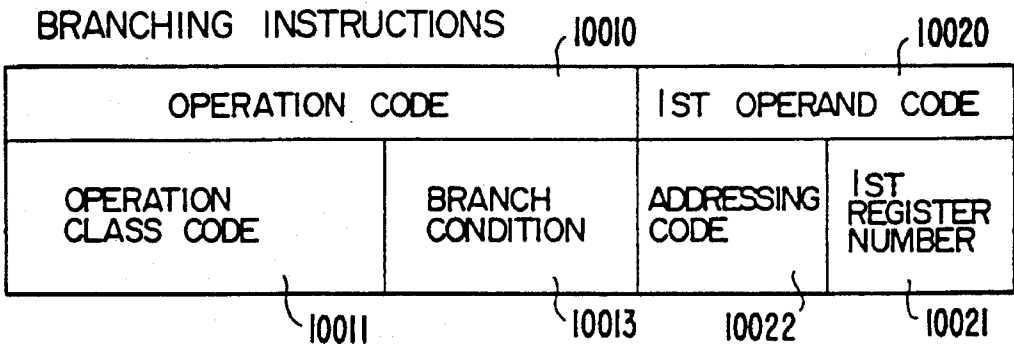 BRANCHING INSTRUCTIONS
10010
10020
OPERATION CODE
1ST OPERAND CODE
OPERATION
CLASS CODE
BRANCH
CONDITION
ADDRESSING
CODE
1ST
REGISTER
NUMBER
10011
10013
10022
10021